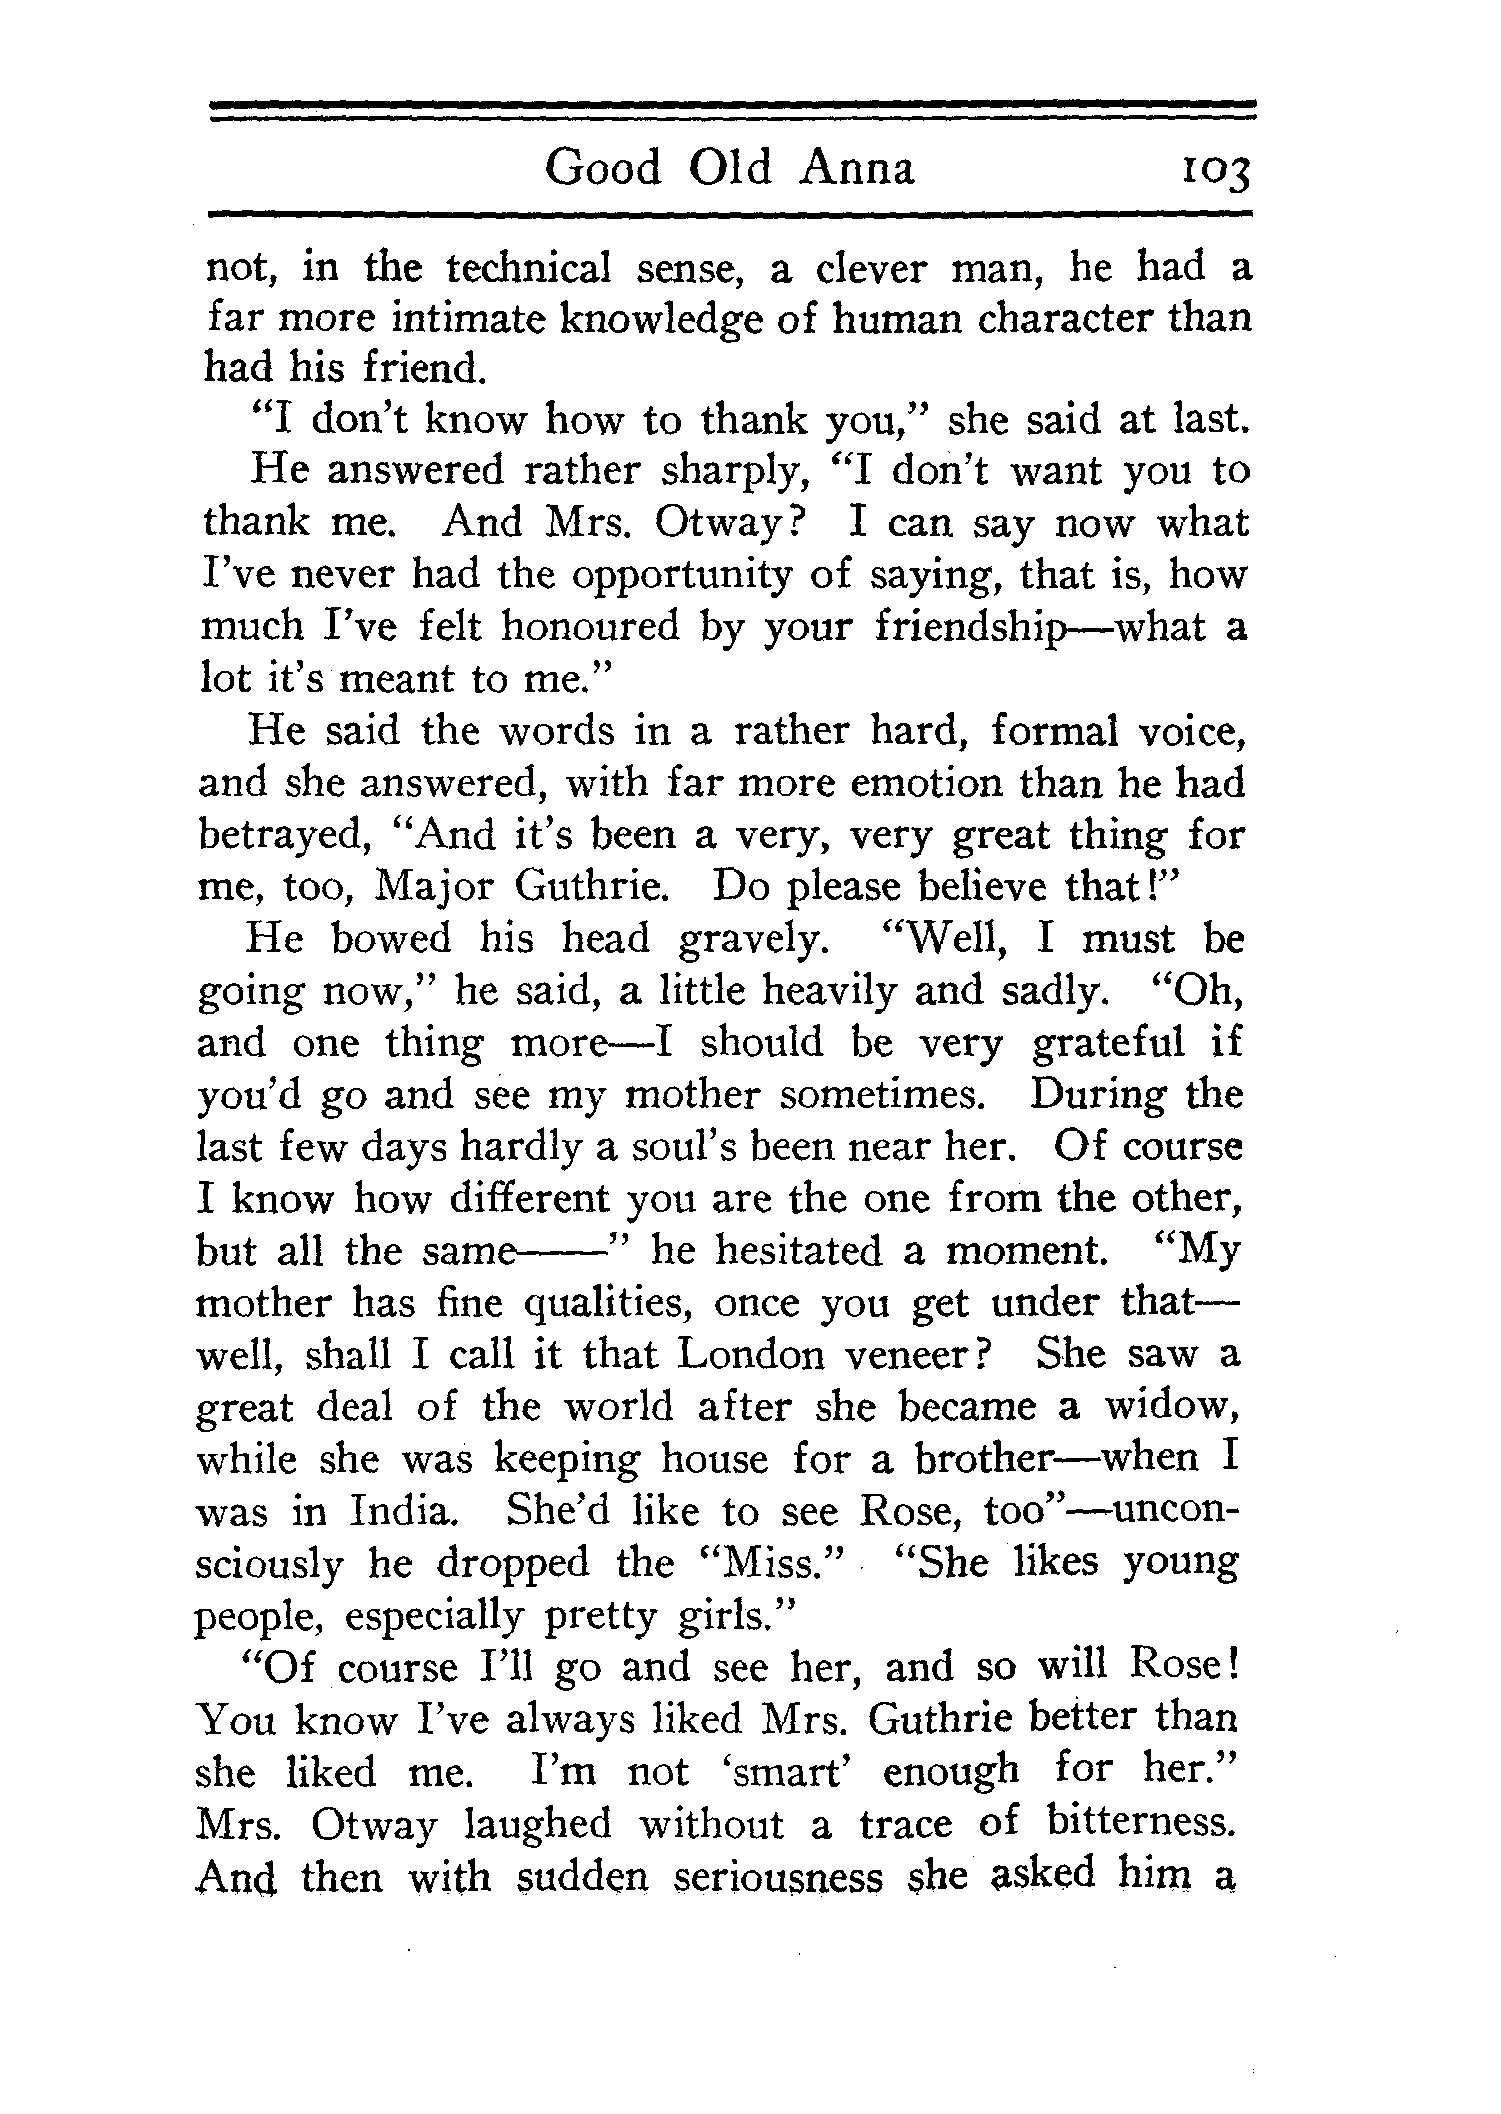 Good Old Anna 103
not, in the technical sense, a clever man, he had a
far more intimate knowledge of human character than
had his friend.
“I don’t know how to thank you,” she said at last.
He answered rather sharply, “I don’t want you to
thank me. And Mrs. Otway? I can say now what
I’ve never had the opportunity of saying, that is, how
much I’ve felt honoured by your friendship—what a
lot it’s meant to me.”
He said the words in a rather hard, formal voice,
and she answered, with far more emotion than he had
betrayed, “And it’s been a very, very great thing for
me, too, Major Guthrie. Do please believe that!”
He bowed his head gravely. “Well, I must be
going now,” he said, a little heavily and sadly. “Oh,
and one thing more—I should be very grateful if
you’d go and see my mother sometimes. During the
last few days hardly a soul’s been near her. Of course
I know how different you are the one from the other,
but all the same——” he hesitated a moment. “My
mother has fine qualities, once you get under that—
well, shall I call it that London veneer? She saw a
great deal of the world after she became a widow,
while she was keeping house for a brother—when I
was in India. She’d like to see Rose, too”—uncon-
sciously he dropped the “Miss.” “She likes young
people, especially pretty girls.”
“Of course I’ll go and see her, and so will Rose!
You know I’ve always liked Mrs. Guthrie better than
she liked me. I’m not ‘smart’ enough for her.”
Mrs. Otway laughed without a trace of bitterness.
And then with sudden seriousness she asked him a